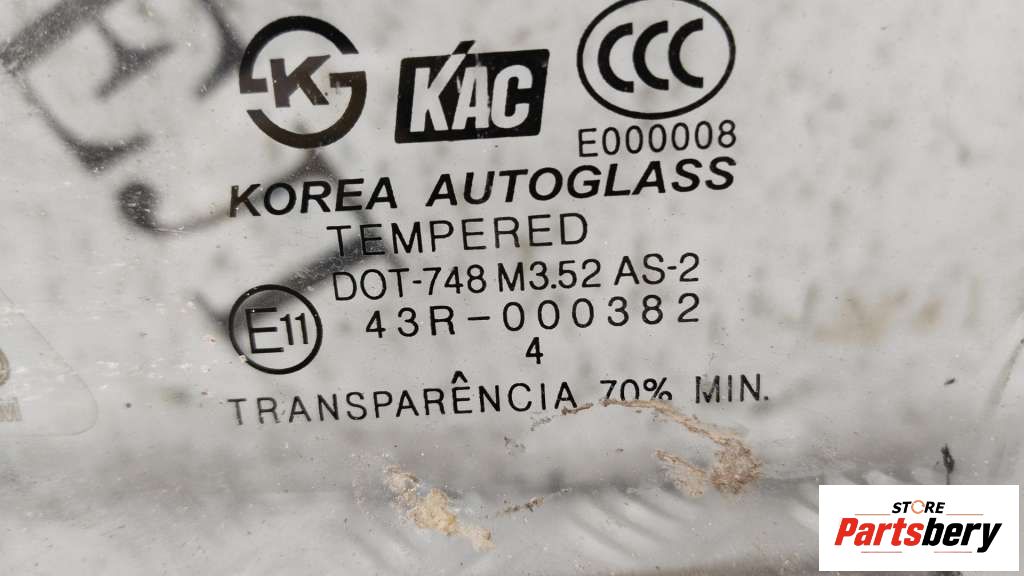 K KAC CCC
E000008
KOREA AUTOGLASS
TEMPERED
DOT-748 M3.52 AS-2
E11 43R-000382
4
TRANSPARÊNCIA 70% MIN.
STORE
Partsbery